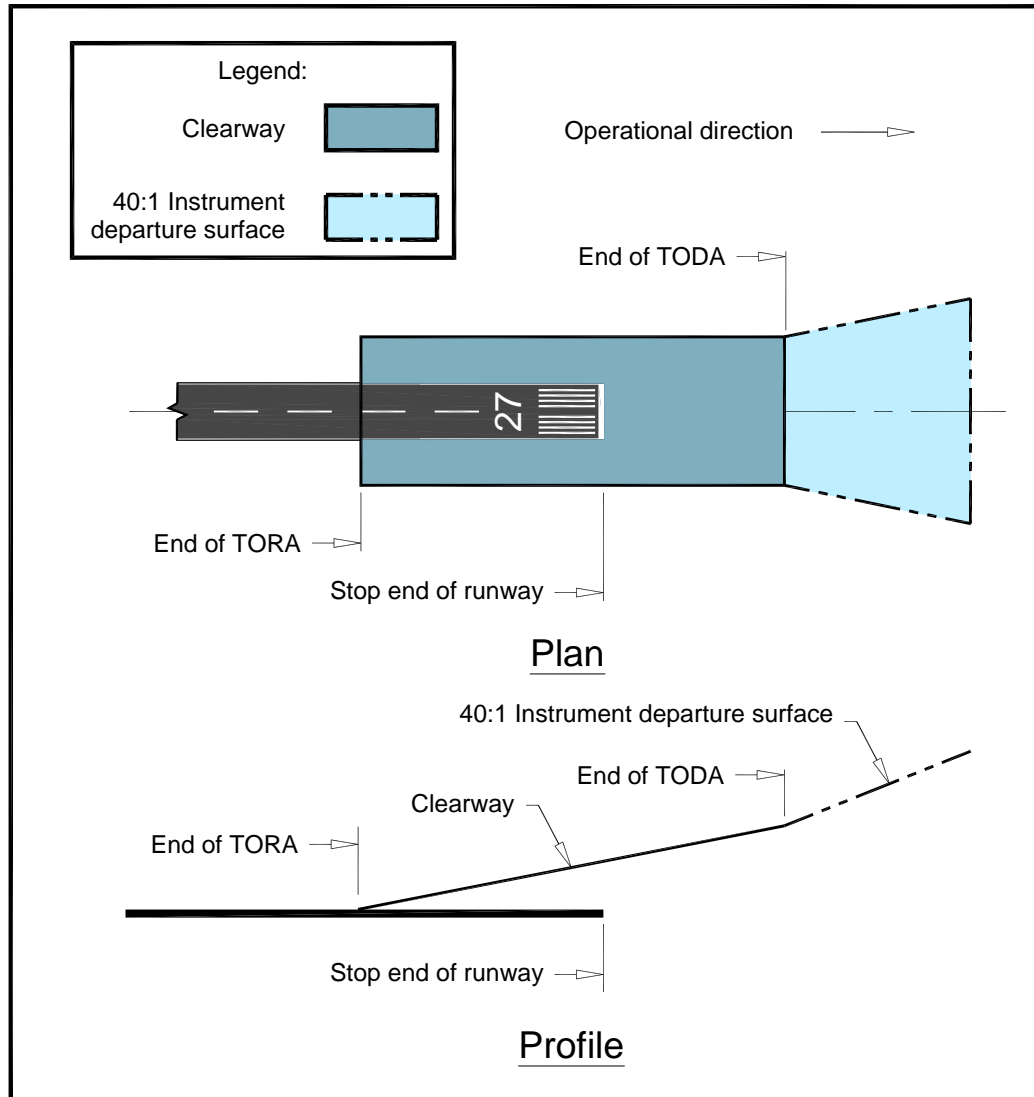 Legend:
Clearway
40:1 Instrument
departure surface
Operational direction
End of TODA
27
End of TORA
Stop end of runway
Plan
40:1 Instrument departure surface
End of TODA
Clearway
End of TORA
Stop end of runway
Profile